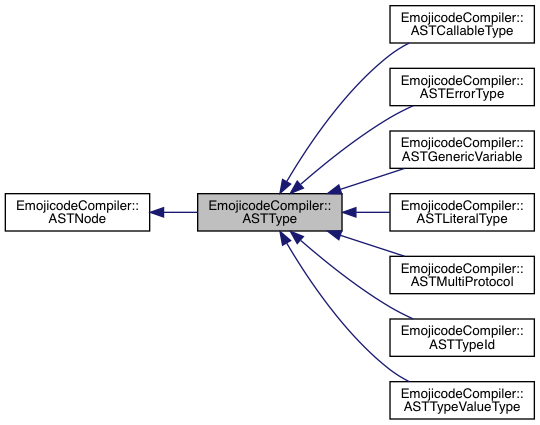 EmojicodeCompiler::
ASTNode
EmojicodeCompiler::
ASTType
EmojicodeCompiler::
ASTCallableType
EmojicodeCompiler::
ASTErrorType
EmojicodeCompiler::
ASTGenericVariable
EmojicodeCompiler::
ASTLiteralType
EmojicodeCompiler::
ASTMultiProtocol
EmojicodeCompiler::
ASTTypeId
EmojicodeCompiler::
ASTTypeValueType